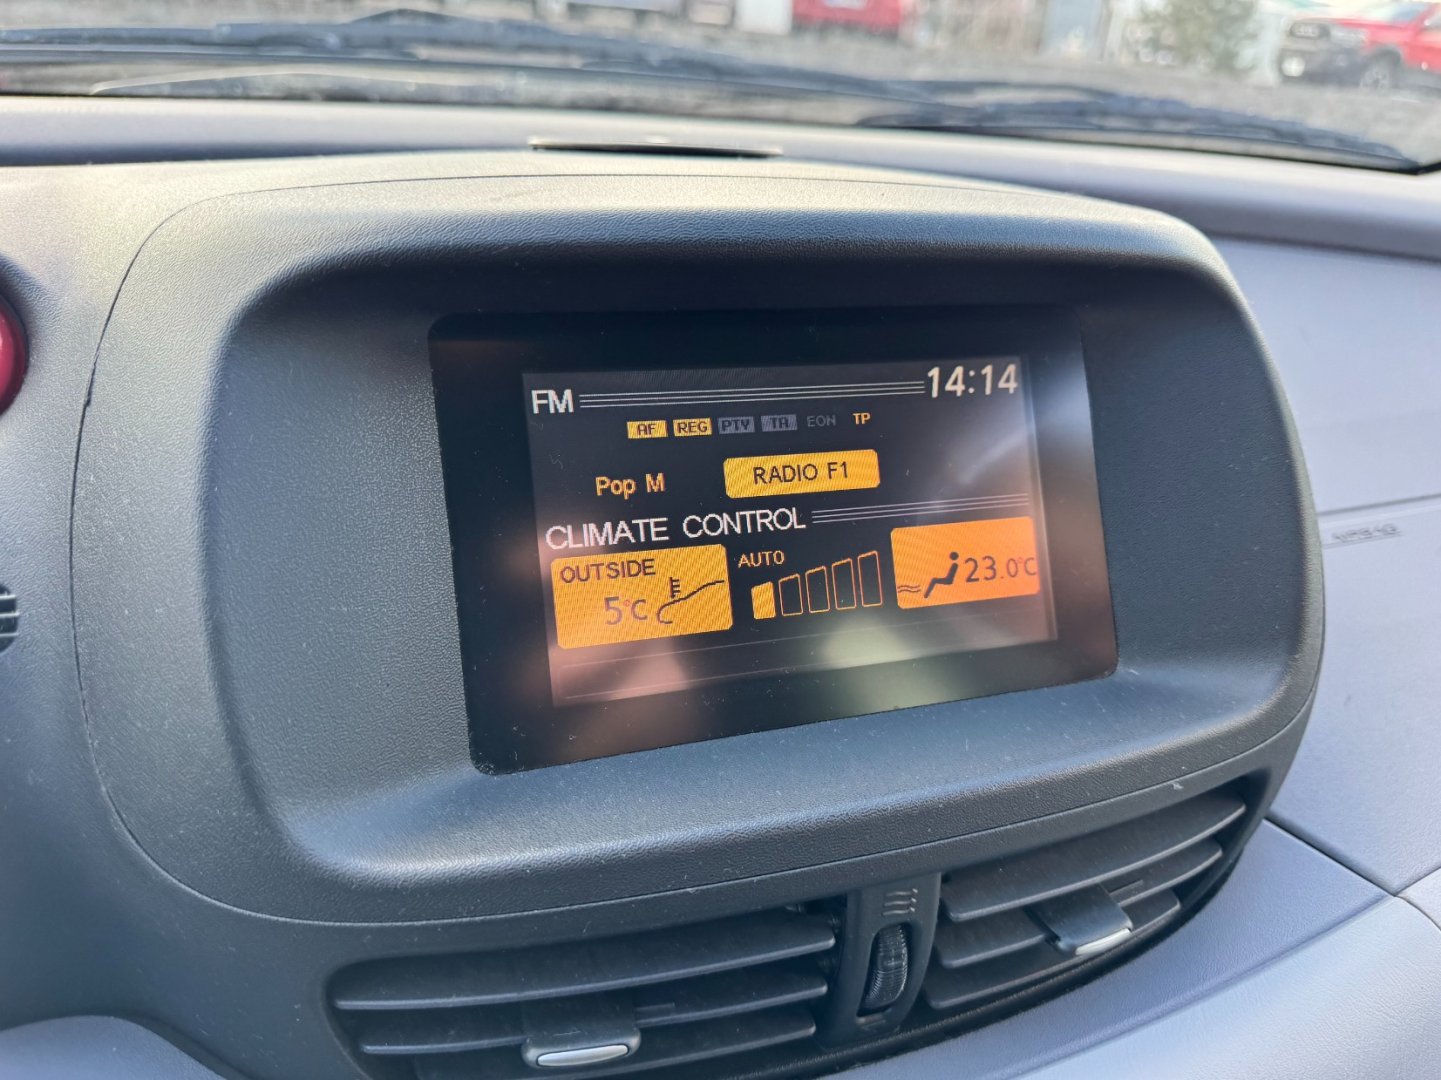 FM 14:14
AF REG PTY TA EON TP
Pop M RADIO F1
CLIMATE CONTROL
OUTSIDE AUTO
5°C 23.0°C